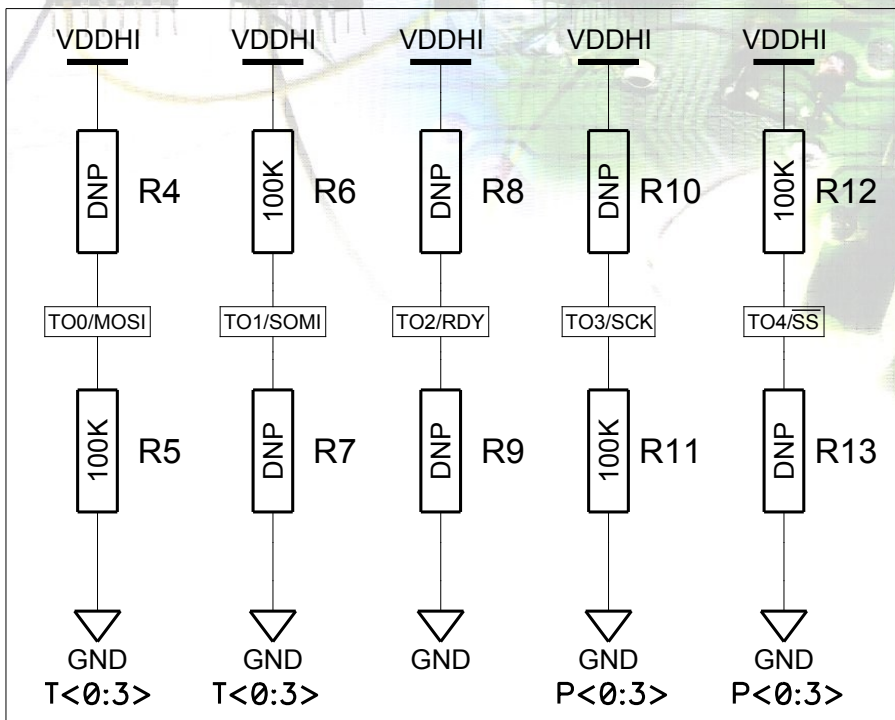 VDDHI VDDHI VDDHI VDDHI VDDHI
DNP R4 100K R6 DNP R8 DNP R10 100K R12
TO0/MOSI TO1/SOMI TO2/RDY TO3/SCK TO4/S̅S̅
100K R5 DNP R7 DNP R9 100K R11 DNP R13
GND GND GND GND GND
T<0:3> T<0:3> P<0:3> P<0:3>